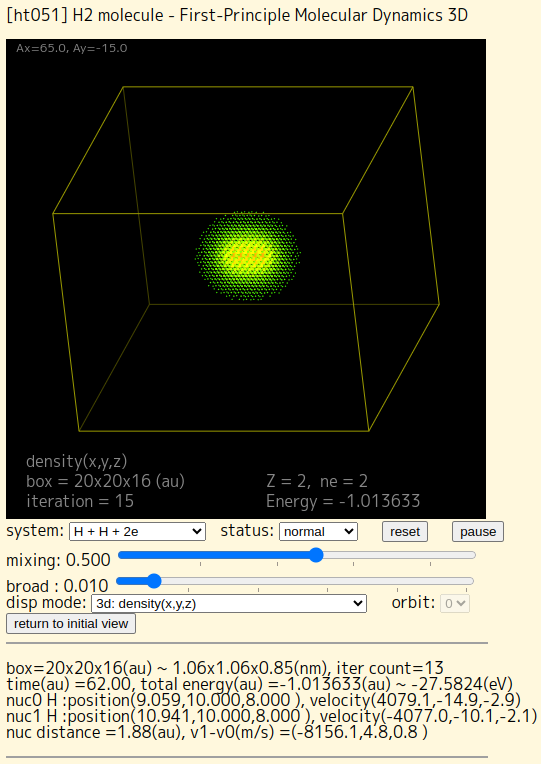 [ht051] H2 molecule - First-Principle Molecular Dynamics 3D
Ax=65.0, Ay=-15.0
density(x,y,z)
box = 20x20x16 (au) Z = 2, ne = 2
iteration = 15 Energy = -1.013633
system: H + H + 2e status: normal reset pause
mixing: 0.500
broad : 0.010
disp mode: 3d: density(x,y,z) orbit: 0
return to initial view
box=20x20x16(au) ~ 1.06x1.06x0.85(nm), iter count=13
time(au) =62.00, total energy(au) =-1.013633(au) ~ -27.5824(eV)
nuc0 H :position(9.059,10.000,8.000 ), velocity(4079.1,-14.9,-2.9)
nuc1 H :position(10.941,10.000,8.000 ), velocity(-4077.0,-10.1,-2.1)
nuc distance =1.88(au), v1-v0(m/s) =(-8156.1,4.8,0.8 )